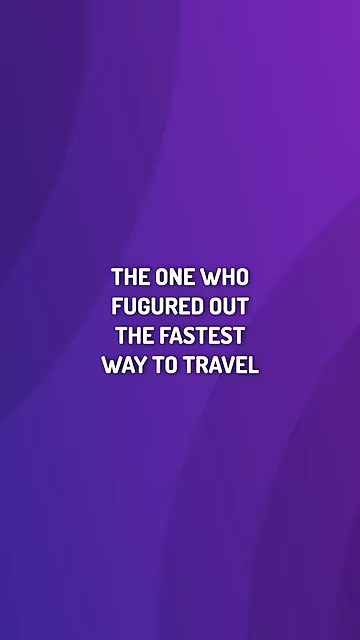 THE ONE WHO
FUGURED OUT
THE FASTEST
WAY TO TRAVEL